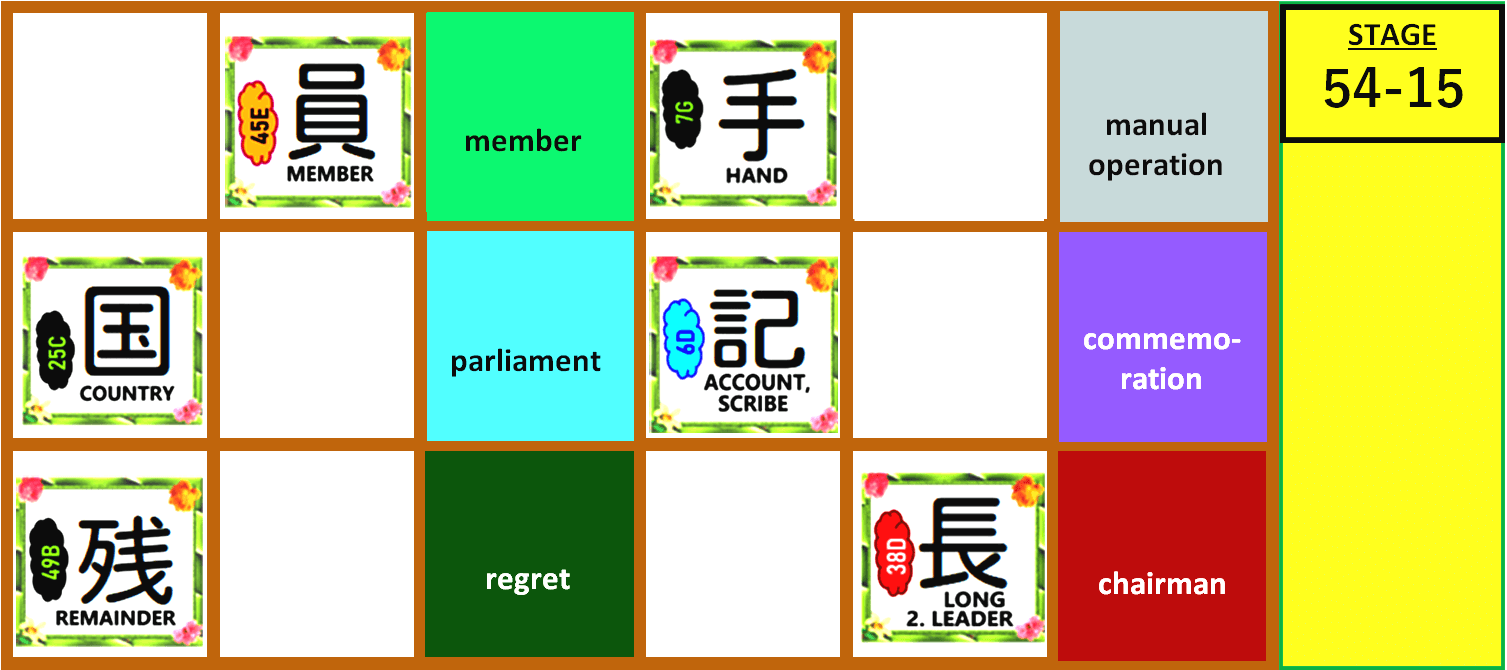 45E
員
MEMBER
member
7G
手
HAND
manual
operation
STAGE
54-15
25C
国
COUNTRY
parliament
6D
記
ACCOUNT,
SCRIBE
commemo-
ration
49B
残
REMAINDER
regret
38D
長
LONG
2. LEADER
chairman